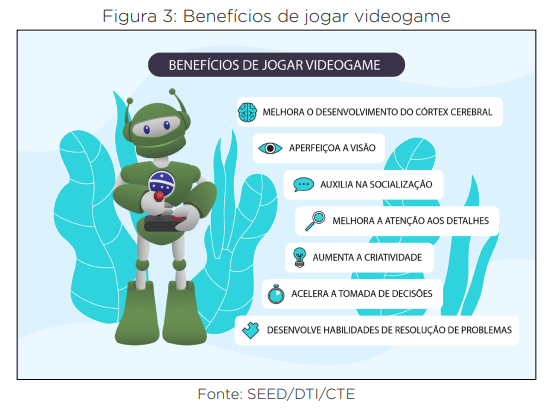 Figura 3: Benefícios de jogar videogame
BENEFÍCIOS DE JOGAR VIDEOGAME
MELHORA O DESENVOLVIMENTO DO CÓRTEX CEREBRAL
APERFEIÇOA A VISÃO
AUXILIA NA SOCIALIZAÇÃO
MELHORA A ATENÇÃO AOS DETALHES
AUMENTA A CRIATIVIDADE
ACELERA A TOMADA DE DECISÕES
DESENVOLVE HABILIDADES DE RESOLUÇÃO DE PROBLEMAS
Fonte: SEED/DTI/CTE